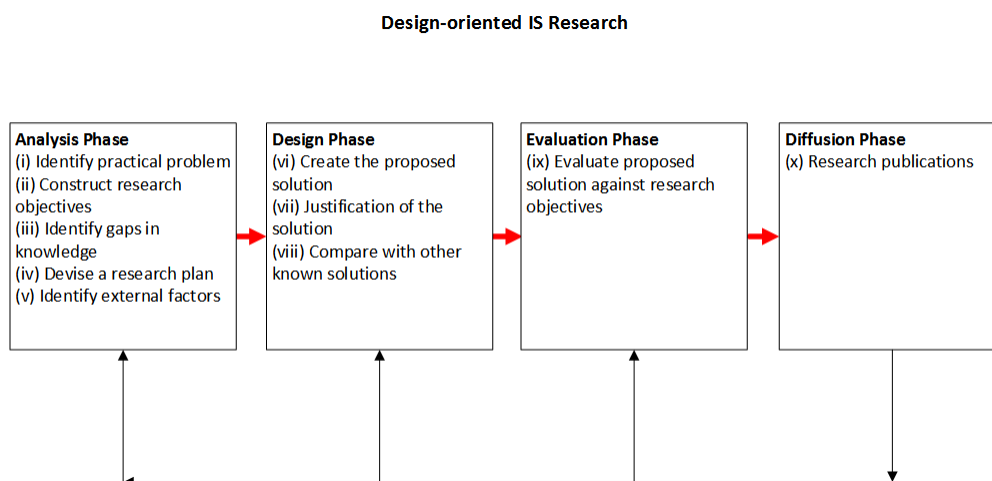 Design-oriented IS Research
Analysis Phase
(i) Identify practical problem
(ii) Construct research
objectives
(iii) Identify gaps in
knowledge
(iv) Devise a research plan
(v) Identify external factors
Design Phase
(vi) Create the proposed
solution
(vii) Justification of the
solution
(viii) Compare with other
known solutions
Evaluation Phase
(ix) Evaluate proposed
solution against research
objectives
Diffusion Phase
(x) Research publications